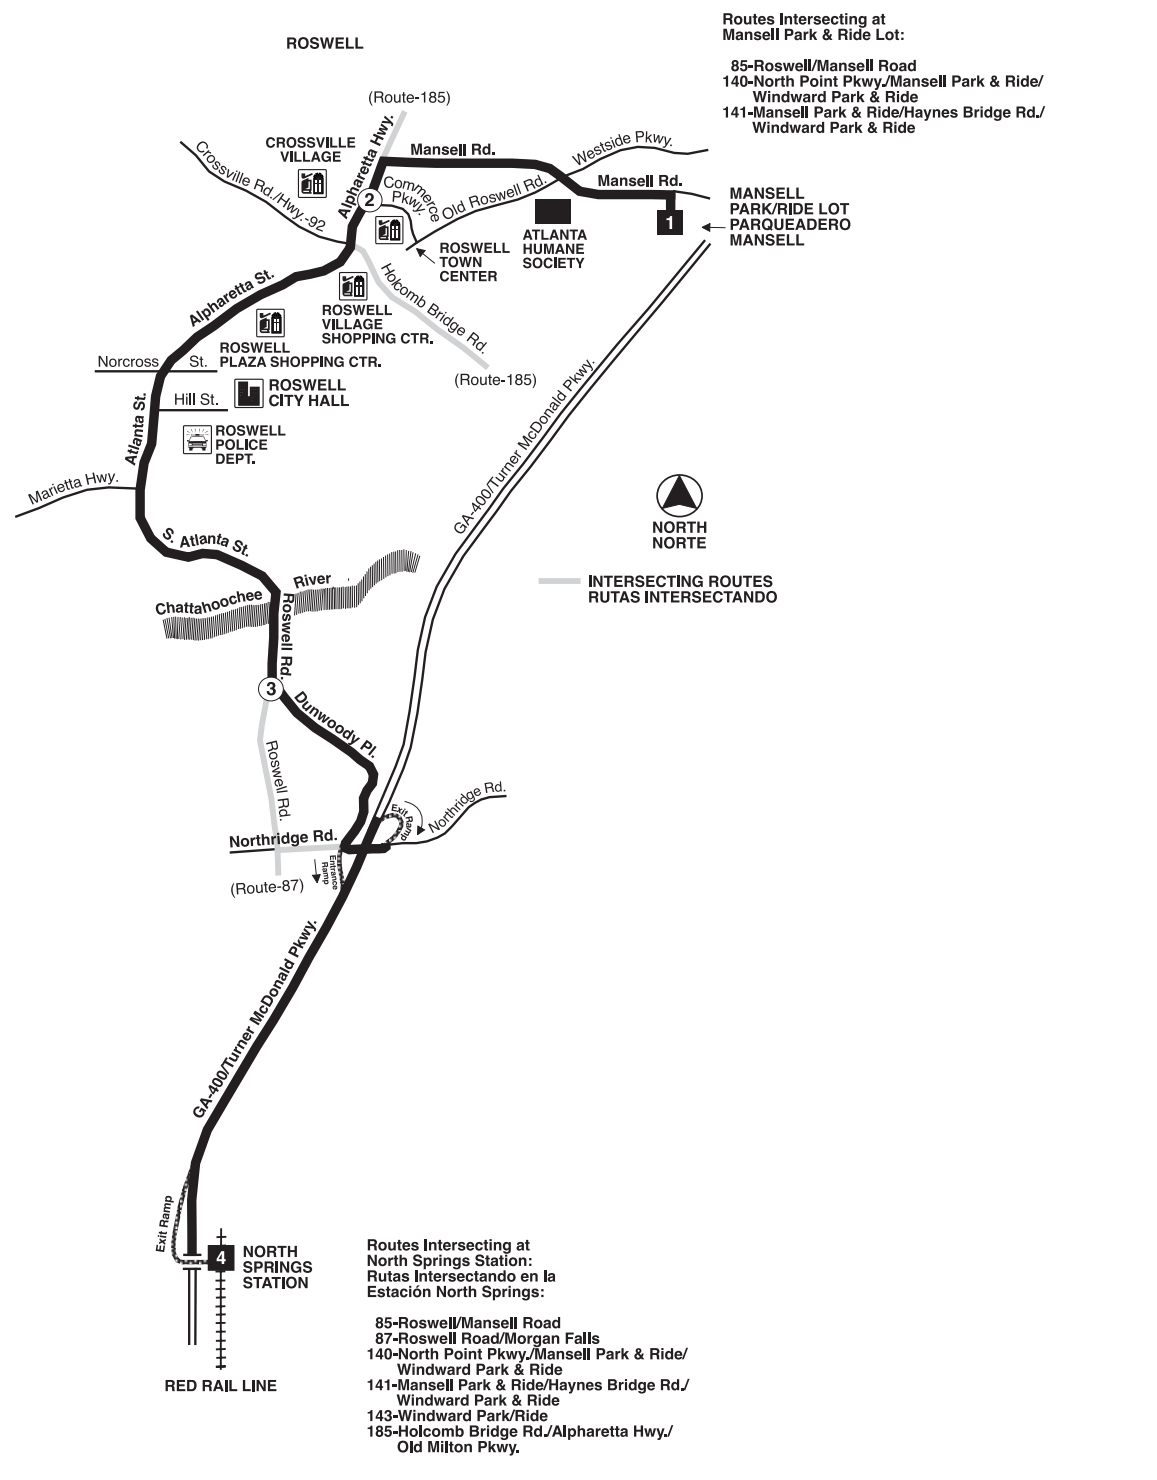 Routes Intersecting at
Mansell Park & Ride Lot:
85-Roswell/Mansell Road
140-North Point Pkwy./Mansell Park & Ride/
Windward Park & Ride
141-Mansell Park & Ride/Haynes Bridge Rd./
Windward Park & Ride
ROSWELL
(Route-185)
CROSSVILLE
VILLAGE
Alpharetta Hwy.
Mansell Rd.
Westside Pkwy.
Crossville Rd./Hwy.-92
Commerce
Pkwy.
Old Roswell Rd.
Mansell Rd.
2
1
MANSELL
PARK/RIDE LOT
PARQUEADERO
MANSELL
ATLANTA
HUMANE
SOCIETY
ROSWELL
TOWN
CENTER
Alpharetta St.
Holcomb Bridge Rd.
ROSWELL
VILLAGE
SHOPPING CTR.
ROSWELL
PLAZA SHOPPING CTR.
Norcross St.
(Route-185)
ROSWELL
CITY HALL
Hill St.
Atlanta St.
ROSWELL
POLICE
DEPT.
GA-400/Turner McDonald Pkwy.
Marietta Hwy.
NORTH
NORTE
S. Atlanta St.
INTERSECTING ROUTES
RUTAS INTERSECTANDO
Chattahoochee River
Roswell Rd.
3
Dunwoody Pl.
Roswell Rd.
Northridge Rd.
Exit Ramp
Northridge Rd.
Entrance
Ramp
(Route-87)
GA-400/Turner McDonald Pkwy.
Exit Ramp
4
NORTH
SPRINGS
STATION
RED RAIL LINE
Routes Intersecting at
North Springs Station:
Rutas Intersectando en la
Estación North Springs:
85-Roswell/Mansell Road
87-Roswell Road/Morgan Falls
140-North Point Pkwy./Mansell Park & Ride/
Windward Park & Ride
141-Mansell Park & Ride/Haynes Bridge Rd./
Windward Park & Ride
143-Windward Park/Ride
185-Holcomb Bridge Rd./Alpharetta Hwy./
Old Milton Pkwy.